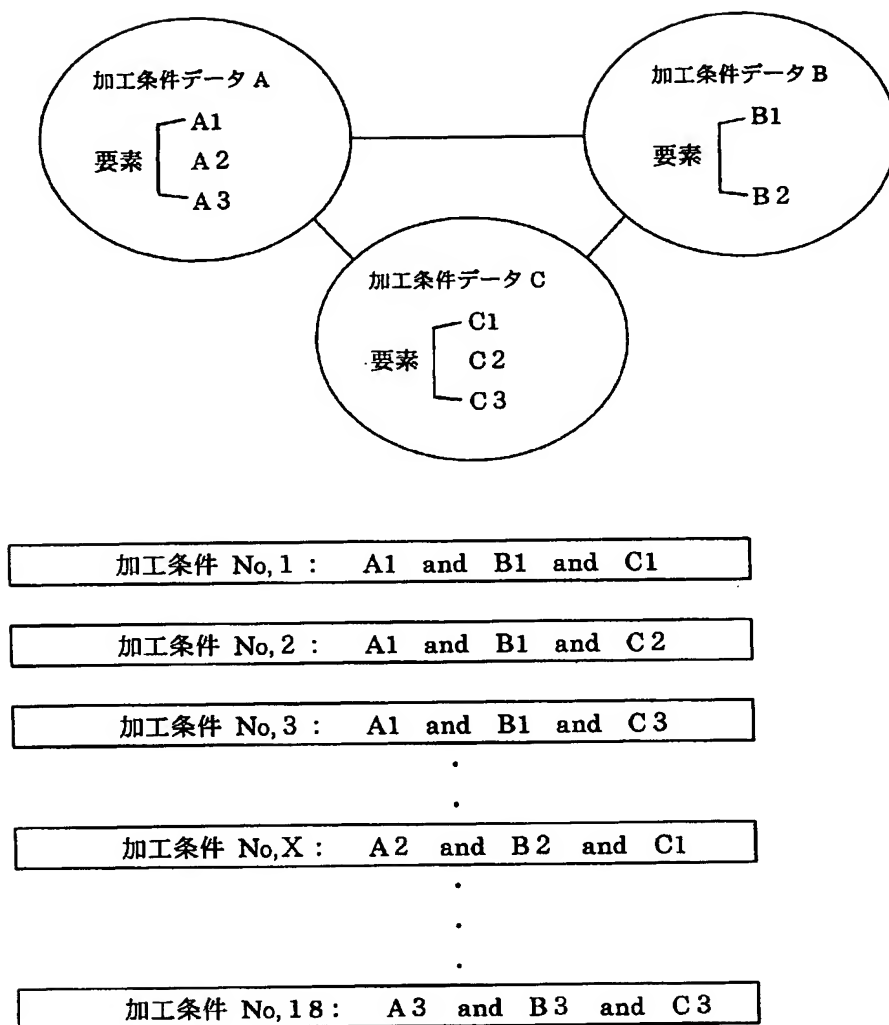 加工条件データ A
要素
A1
A2
A3
加工条件データ B
要素
B1
B2
加工条件データ C
要素
C1
C2
C3
加工条件 No,1 : A1 and B1 and C1
加工条件 No,2 : A1 and B1 and C2
加工条件 No,3 : A1 and B1 and C3
加工条件 No,X : A2 and B2 and C1
加工条件 No,18 : A3 and B3 and C3